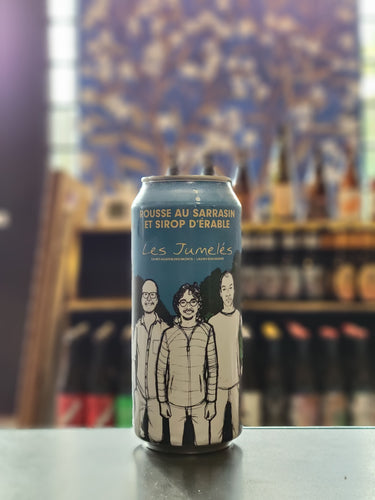 ROUSSE AU SARRASIN
ET SIROP D'ÉRABLE
Les Jumelés